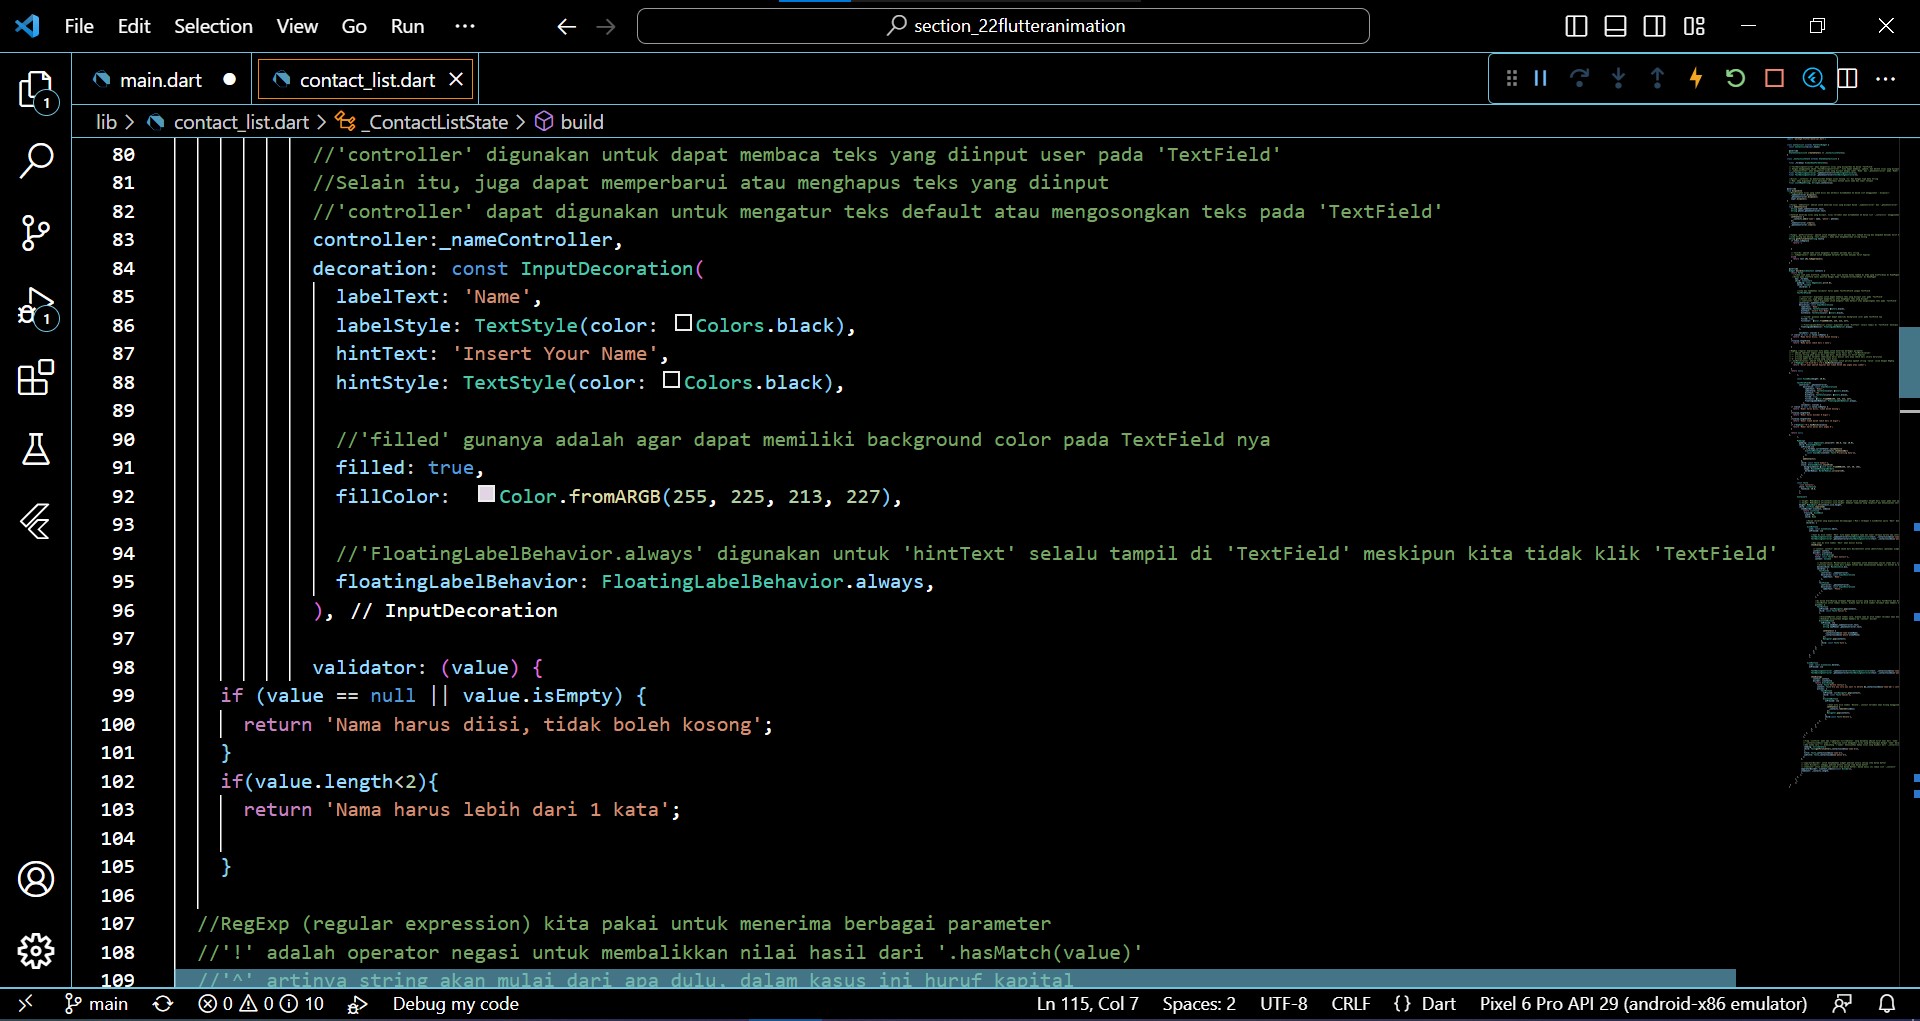 File Edit Selection View Go Run ··· section_22flutteranimation
main.dart contact_list.dart
lib > contact_list.dart > _ContactListState > build
1
1
80 //'controller' digunakan untuk dapat membaca teks yang diinput user pada 'TextField'
81 //Selain itu, juga dapat memperbarui atau menghapus teks yang diinput
82 //'controller' dapat digunakan untuk mengatur teks default atau mengosongkan teks pada 'TextField'
83 controller:_nameController,
84 decoration: const InputDecoration(
85 labelText: 'Name',
86 labelStyle: TextStyle(color: Colors.black),
87 hintText: 'Insert Your Name',
88 hintStyle: TextStyle(color: Colors.black),
89
90 //'filled' gunanya adalah agar dapat memiliki background color pada TextField nya
91 filled: true,
92 fillColor: Color.fromARGB(255, 225, 213, 227),
93
94 //'FloatingLabelBehavior.always' digunakan untuk 'hintText' selalu tampil di 'TextField' meskipun kita tidak klik 'TextField'
95 floatingLabelBehavior: FloatingLabelBehavior.always,
96 ), // InputDecoration
97
98 validator: (value) {
99 if (value == null || value.isEmpty) {
100 return 'Nama harus diisi, tidak boleh kosong';
101 }
102 if(value.length<2){
103 return 'Nama harus lebih dari 1 kata';
104
105 }
106
107 //RegExp (regular expression) kita pakai untuk menerima berbagai parameter
108 //'!' adalah operator negasi untuk membalikkan nilai hasil dari '.hasMatch(value)'
109 //'^' artinya string akan mulai dari apa dulu, dalam kasus ini huruf kapital
main 0 0 10 Debug my code Ln 115, Col 7 Spaces: 2 UTF-8 CRLF {} Dart Pixel 6 Pro API 29 (android-x86 emulator)